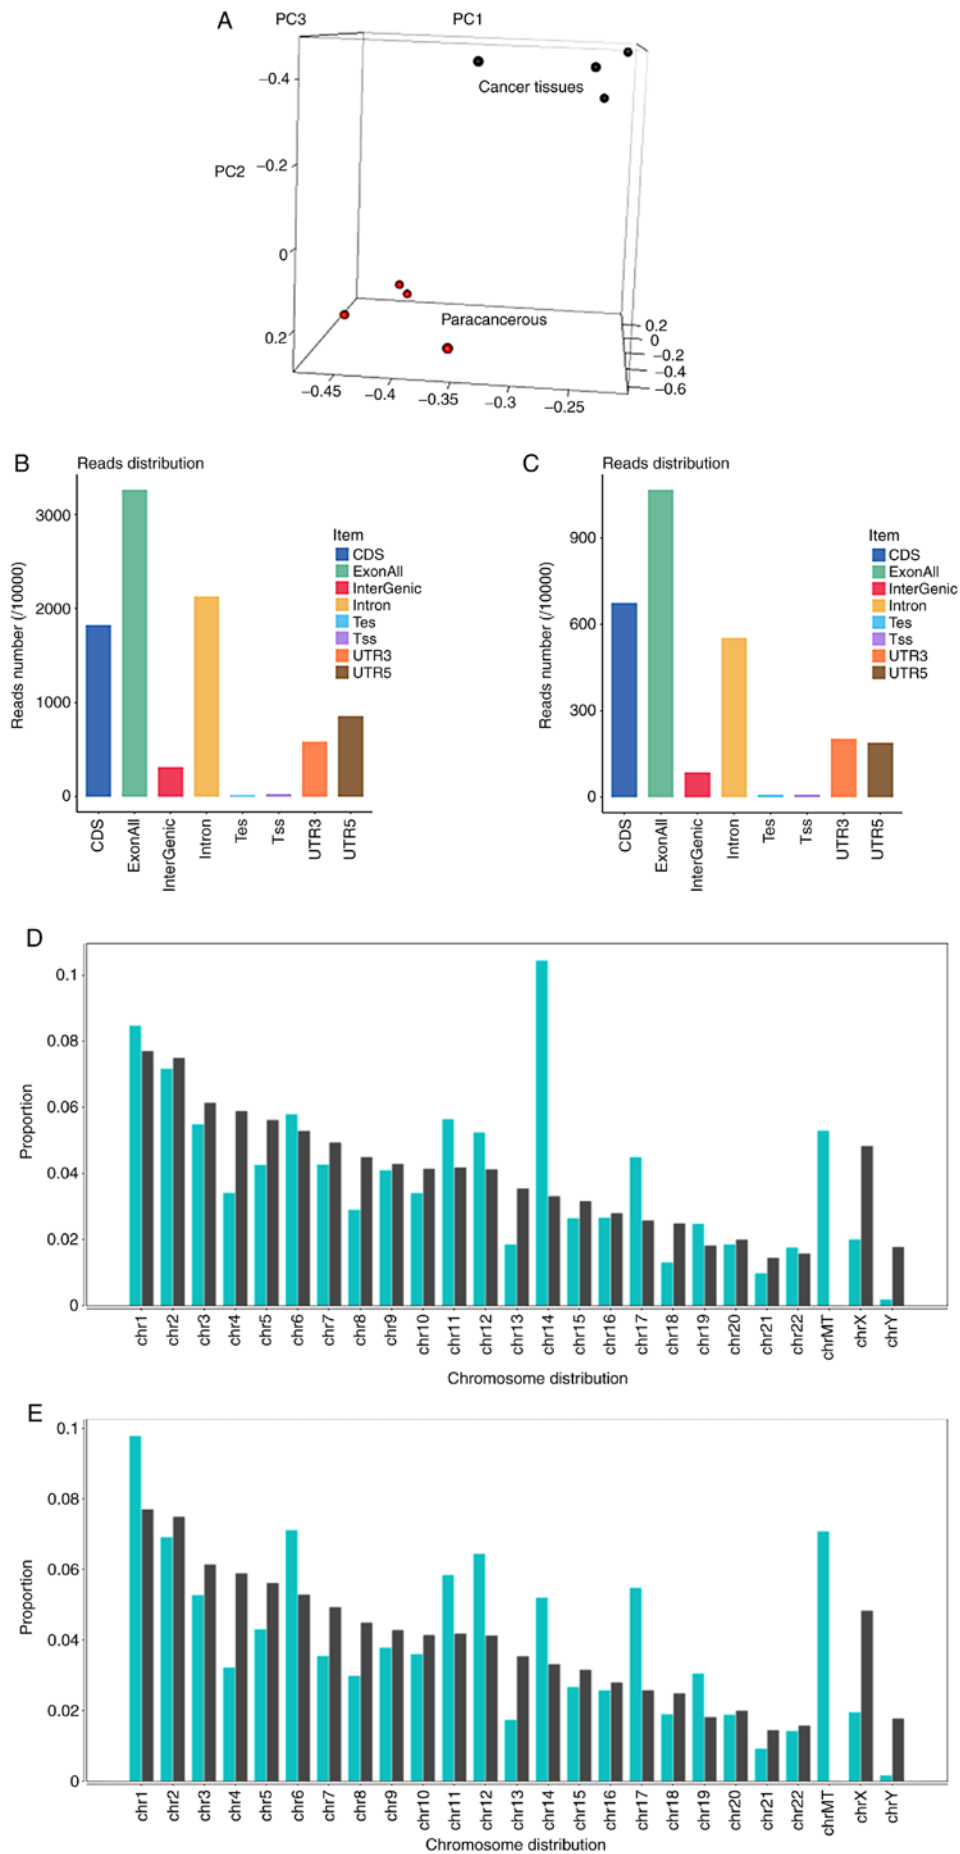 A
PC3
PC1
−0.4
Cancer tissues
PC2
−0.2
0
0.2
Paracancerous
0.2
0
−0.2
−0.4
−0.6
−0.45
−0.4
−0.35
−0.3
−0.25
B
Reads distribution
Reads number (/10000)
3000
2000
1000
0
Item
CDS
ExonAll
InterGenic
Intron
Tes
Tss
UTR3
UTR5
CDS
ExonAll
InterGenic
Intron
Tes
Tss
UTR3
UTR5
C
Reads distribution
Reads number (/10000)
900
600
300
0
Item
CDS
ExonAll
InterGenic
Intron
Tes
Tss
UTR3
UTR5
CDS
ExonAll
InterGenic
Intron
Tes
Tss
UTR3
UTR5
D
Proportion
0.1
0.08
0.06
0.04
0.02
0
chr1
chr2
chr3
chr4
chr5
chr6
chr7
chr8
chr9
chr10
chr11
chr12
chr13
chr14
chr15
chr16
chr17
chr18
chr19
chr20
chr21
chr22
chrMT
chrX
chrY
Chromosome distribution
E
Proportion
0.1
0.08
0.06
0.04
0.02
0
chr1
chr2
chr3
chr4
chr5
chr6
chr7
chr8
chr9
chr10
chr11
chr12
chr13
chr14
chr15
chr16
chr17
chr18
chr19
chr20
chr21
chr22
chrMT
chrX
chrY
Chromosome distribution